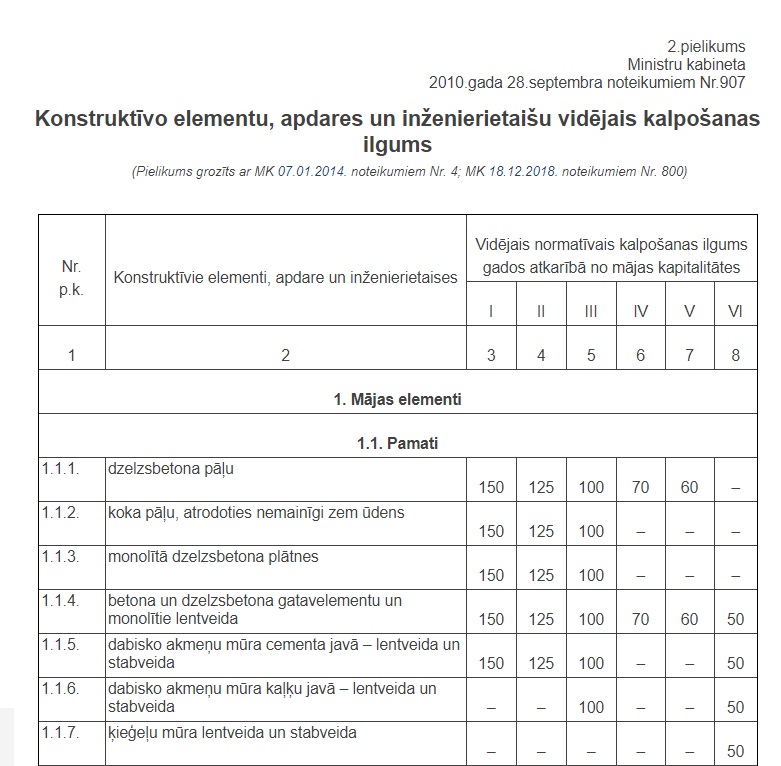 2.pielikums
Ministru kabineta
2010.gada 28.septembra noteikumiem Nr.907
Konstruktīvo elementu, apdares un inženierietaišu vidējais kalpošanas
ilgums
(Pielikums grozīts ar MK 07.01.2014. noteikumiem Nr. 4; MK 18.12.2018. noteikumiem Nr. 800)
Nr.
p.k.
Konstruktīvie elementi, apdare un inženierietaises
Vidējais normatīvais kalpošanas ilgums
gados atkarībā no mājas kapitalitātes
I II III IV V VI
1 2 3 4 5 6 7 8
1. Mājas elementi
1.1. Pamati
1.1.1. dzelzsbetona pāļu
150 125 100 70 60 –
1.1.2. koka pāļu, atrodoties nemainīgi zem ūdens
150 125 100 – – –
1.1.3. monolītā dzelzsbetona plātnes
150 125 100 – – –
1.1.4. betona un dzelzsbetona gatavelementu un
monolītie lentveida 150 125 100 70 60 50
1.1.5. dabisko akmeņu mūra cementa javā – lentveida un
stabveida 150 125 100 – – 50
1.1.6. dabisko akmeņu mūra kaļķu javā – lentveida un
stabveida – – 100 – – 50
1.1.7. ķieģeļu mūra lentveida un stabveida
– – – – – 50